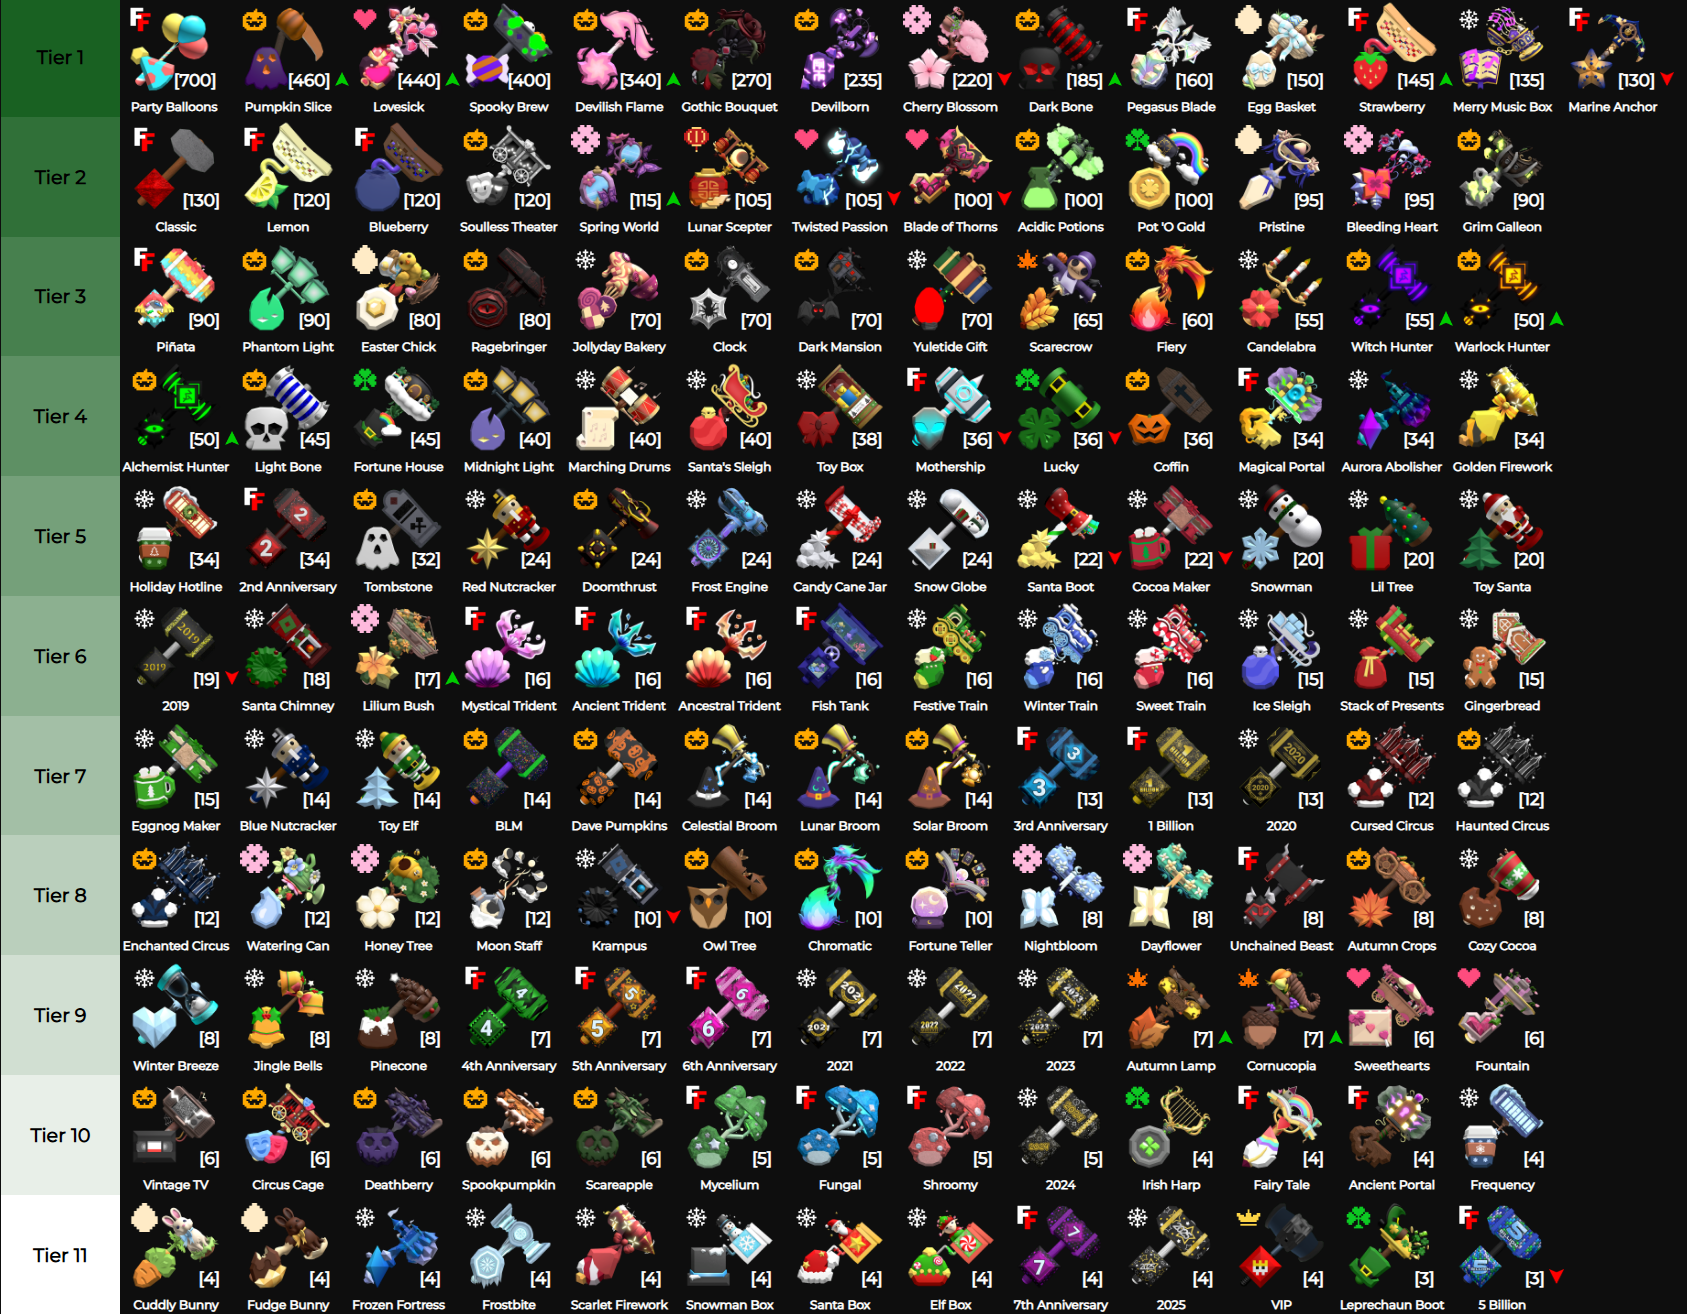 Tier 1
[700] [460] [440] [400] [340] [270] [235] [220] [185] [160] [150] [145] [135] [130]
Party Balloons Pumpkin Slice Lovesick Spooky Brew Devilish Flame Gothic Bouquet Devilborn Cherry Blossom Dark Bone Pegasus Blade Egg Basket Strawberry Merry Music Box Marine Anchor
Tier 2
[130] [120] [120] [120] [115] [105] [105] [100] [100] [100] [95] [95] [90]
Classic Lemon Blueberry Soulless Theater Spring World Lunar Scepter Twisted Passion Blade of Thorns Acidic Potions Pot 'O Gold Pristine Bleeding Heart Grim Galleon
Tier 3
[90] [90] [80] [80] [70] [70] [70] [70] [65] [60] [55] [55] [50]
Piñata Phantom Light Easter Chick Ragebringer Jollyday Bakery Clock Dark Mansion Yuletide Gift Scarecrow Fiery Candelabra Witch Hunter Warlock Hunter
Tier 4
[50] [45] [45] [40] [40] [40] [38] [36] [36] [36] [34] [34] [34]
Alchemist Hunter Light Bone Fortune House Midnight Light Marching Drums Santa's Sleigh Toy Box Mothership Lucky Coffin Magical Portal Aurora Abolisher Golden Firework
Tier 5
[34] [34] [32] [24] [24] [24] [24] [24] [22] [22] [20] [20] [20]
Holiday Hotline 2nd Anniversary Tombstone Red Nutcracker Doomthrust Frost Engine Candy Cane Jar Snow Globe Santa Boot Cocoa Maker Snowman Lil Tree Toy Santa
Tier 6
[19] [18] [17] [16] [16] [16] [16] [16] [16] [16] [15] [15] [15]
2019 Santa Chimney Lilium Bush Mystical Trident Ancient Trident Ancestral Trident Fish Tank Festive Train Winter Train Sweet Train Ice Sleigh Stack of Presents Gingerbread
Tier 7
[15] [14] [14] [14] [14] [14] [14] [14] [13] [13] [13] [12] [12]
Eggnog Maker Blue Nutcracker Toy Elf BLM Dave Pumpkins Celestial Broom Lunar Broom Solar Broom 3rd Anniversary 1 Billion 2020 Cursed Circus Haunted Circus
Tier 8
[12] [12] [12] [12] [10] [10] [10] [10] [8] [8] [8] [8] [8]
Enchanted Circus Watering Can Honey Tree Moon Staff Krampus Owl Tree Chromatic Fortune Teller Nightbloom Dayflower Unchained Beast Autumn Crops Cozy Cocoa
Tier 9
[8] [8] [8] [7] [7] [7] [7] [7] [7] [7] [7] [6] [6]
Winter Breeze Jingle Bells Pinecone 4th Anniversary 5th Anniversary 6th Anniversary 2021 2022 2023 Autumn Lamp Cornucopia Sweethearts Fountain
Tier 10
[6] [6] [6] [6] [6] [5] [5] [5] [5] [4] [4] [4] [4]
Vintage TV Circus Cage Deathberry Spookpumpkin Scareapple Mycelium Fungal Shroomy 2024 Irish Harp Fairy Tale Ancient Portal Frequency
Tier 11
[4] [4] [4] [4] [4] [4] [4] [4] [4] [4] [4] [3] [3]
Cuddly Bunny Fudge Bunny Frozen Fortress Frostbite Scarlet Firework Snowman Box Santa Box Elf Box 7th Anniversary 2025 VIP Leprechaun Boot 5 Billion